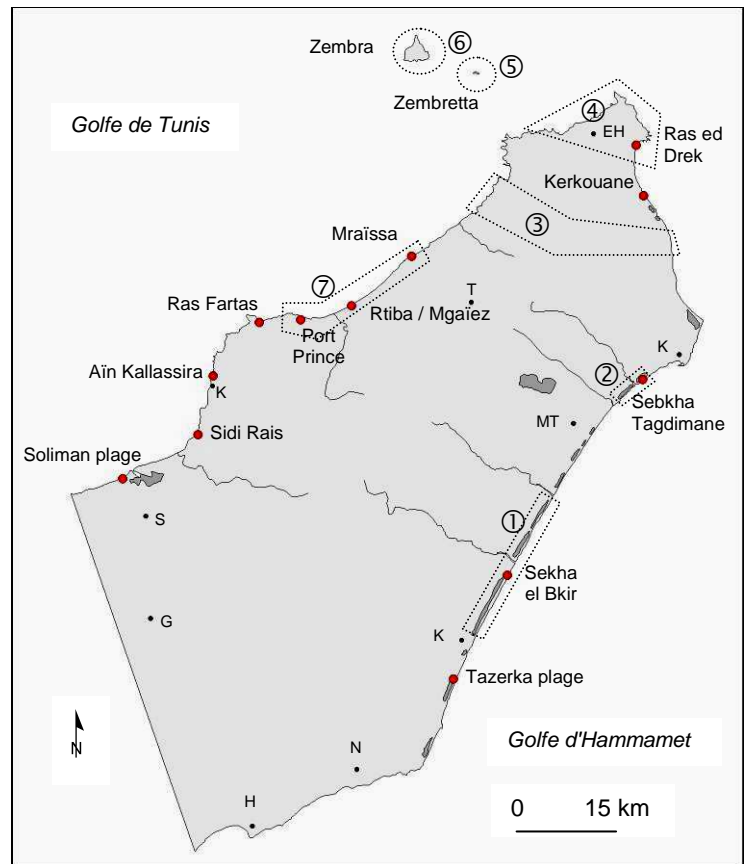 Zembra
⑥
⑤
Zembretta
Golfe de Tunis
④
EH
Ras ed
Drek
Kerkouane
③
Mraïssa
⑦
T
Ras Fartas
Rtiba / Mgaïez
Port
Prince
K
Aïn Kallassira
K
②
Sebkha
Tagdimane
MT
Sidi Rais
Soliman plage
S
①
Sekha
el Bkir
G
K
Tazerka plage
N
Golfe d'Hammamet
N
H
0 15 km